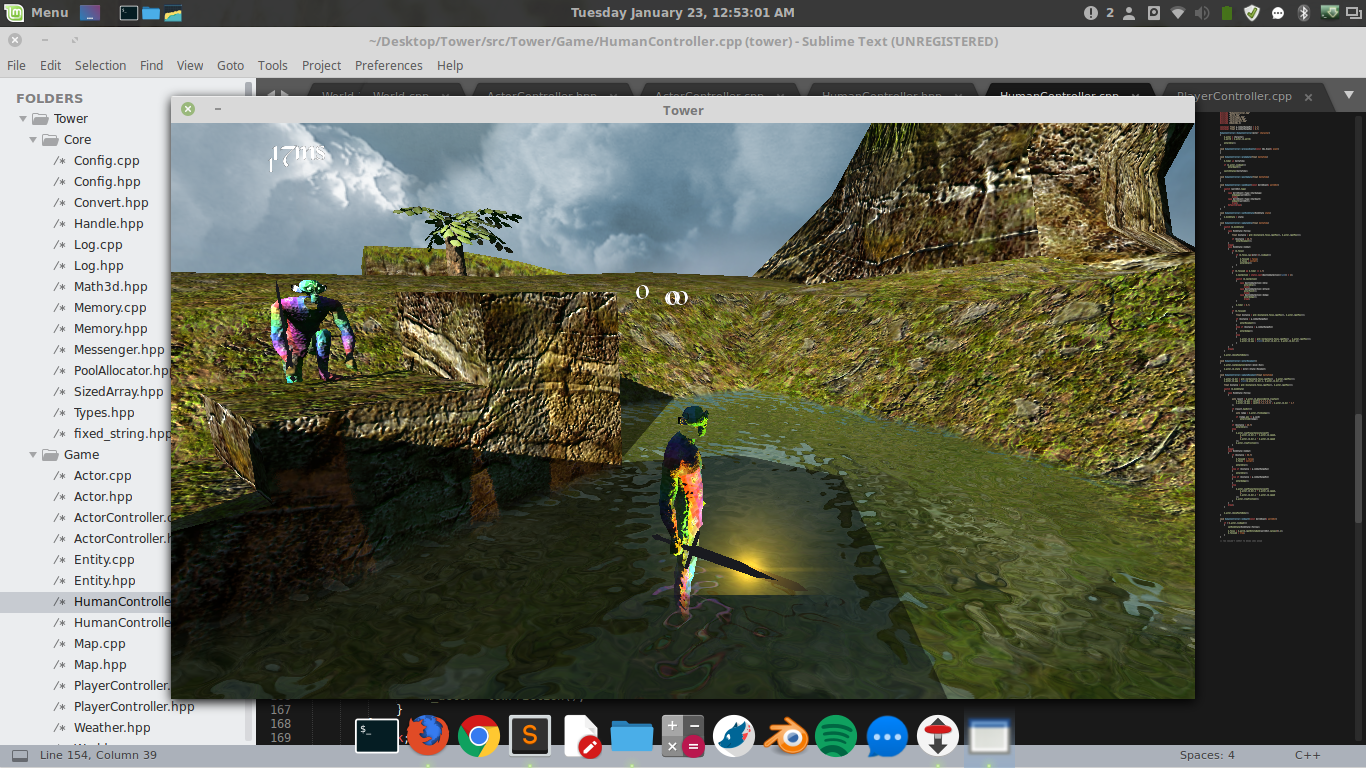 Menu
Tuesday January 23, 12:53:01 AM
2
~/Desktop/Tower/src/Tower/Game/HumanController.cpp (tower) - Sublime Text (UNREGISTERED)
File Edit Selection Find View Goto Tools Project Preferences Help
FOLDERS
Tower
Core
/* Config.cpp
/* Config.hpp
/* Convert.hpp
/* Handle.hpp
/* Log.cpp
/* Log.hpp
/* Math3d.hpp
/* Memory.cpp
/* Memory.hpp
/* Messenger.hpp
/* PoolAllocator.hp
/* SizedArray.hpp
/* Types.hpp
/* fixed_string.hpp
Game
/* Actor.cpp
/* Actor.hpp
/* ActorController.c
/* ActorController.h
/* Entity.cpp
/* Entity.hpp
/* HumanControlle
/* HumanControlle
/* Map.cpp
/* Map.hpp
/* PlayerController.
/* PlayerController.hpp
/* Weather.hpp
World.cpp ActorController.hpp ActorController.cpp HumanController.hpp HumanController.cpp PlayerController.cpp
Tower
17ms
0 00
167 }
168
169
Line 154, Column 39
Spaces: 4
C++